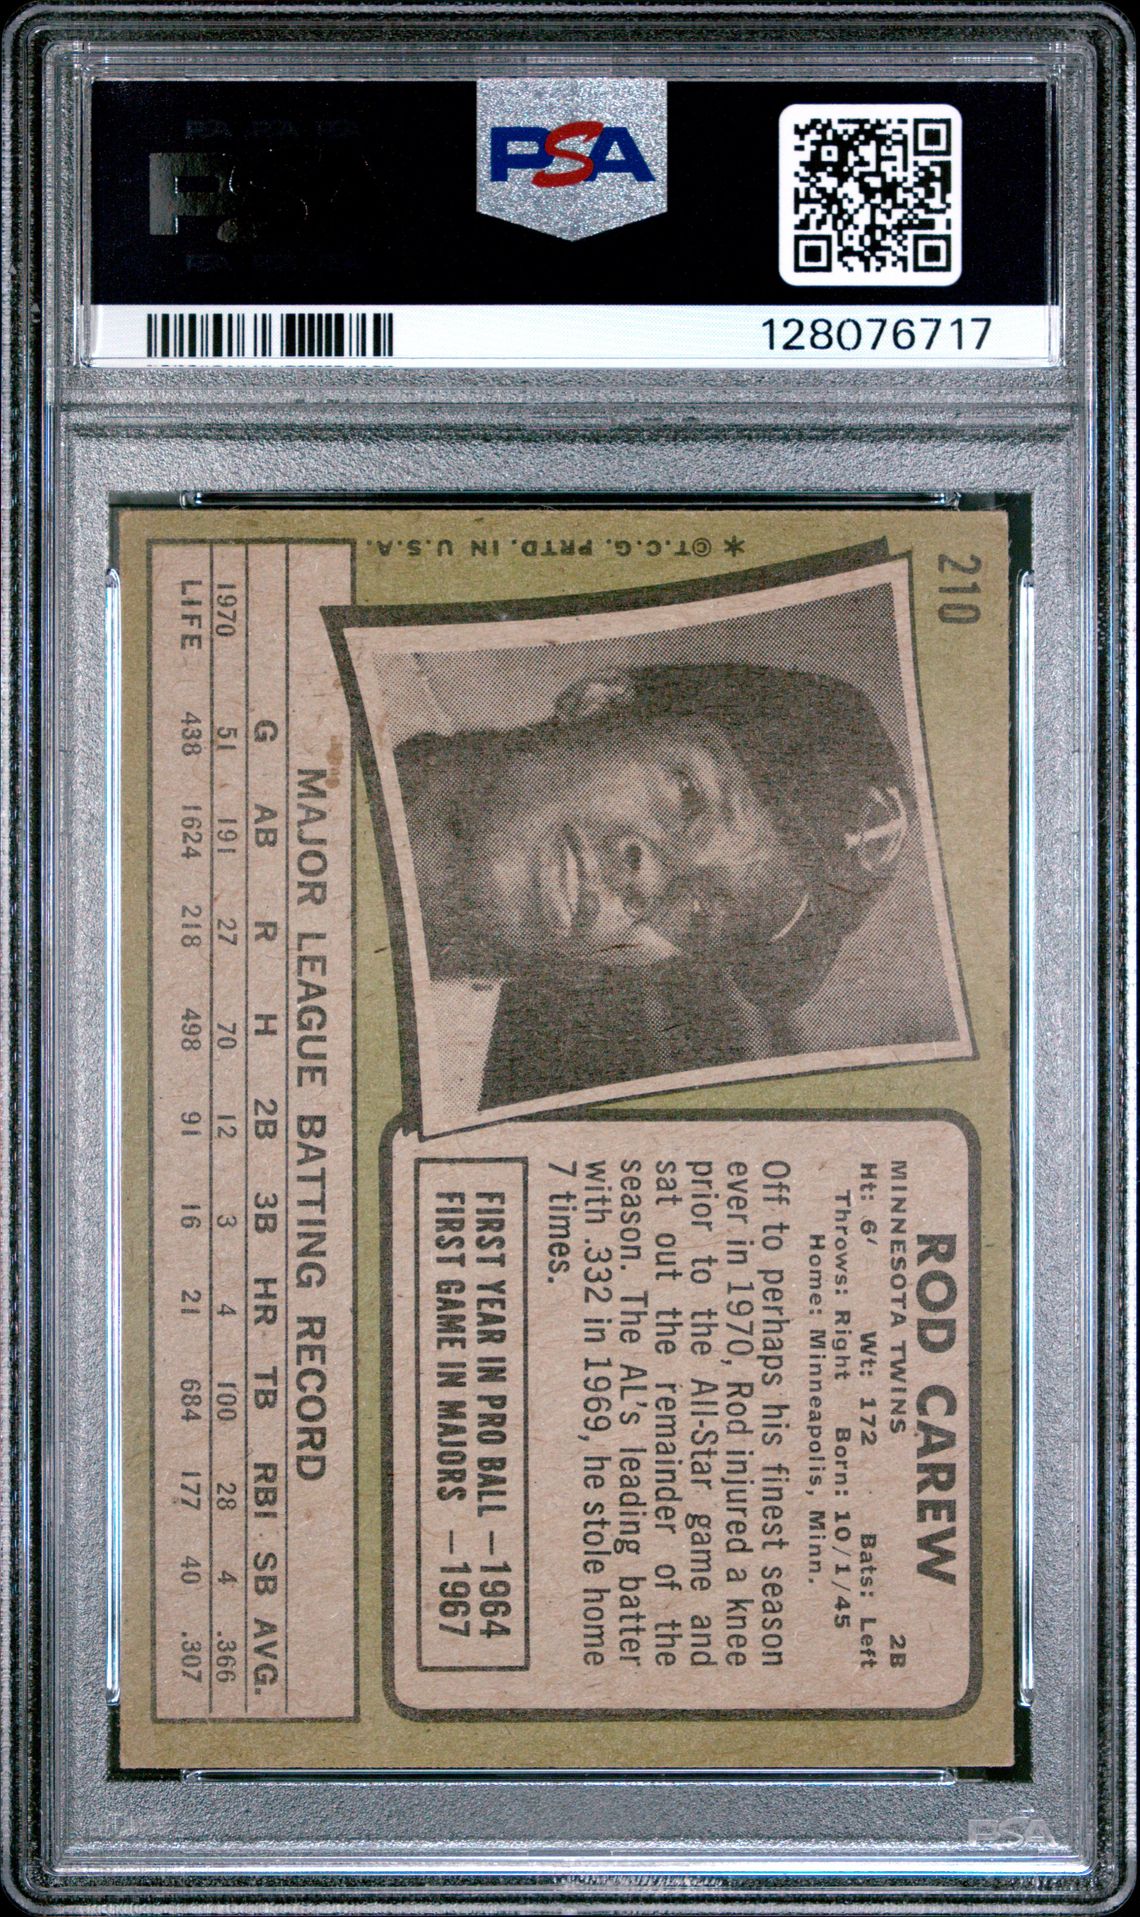 PSA
128076717
210
* ©T.C.G. PRTD. IN U.S.A.
ROD CAREW
MINNESOTA TWINS 2B
Ht: 6' Wt: 172 Bats: Left
Throws: Right Born: 10/1/45
Home: Minneapolis, Minn.
Off to perhaps his finest season
ever in 1970, Rod injured a knee
prior to the All-Star game and
sat out the remainder of the
season. The AL's leading batter
with .332 in 1969, he stole home
7 times.
FIRST YEAR IN PRO BALL —1964
FIRST GAME IN MAJORS —1967
MAJOR LEAGUE BATTING RECORD
G AB R H 2B 3B HR TB RBI SB AVG.
1970 51 191 27 70 12 3 4 100 28 4 .366
LIFE 438 1624 218 498 91 16 21 684 177 40 .307
PSA